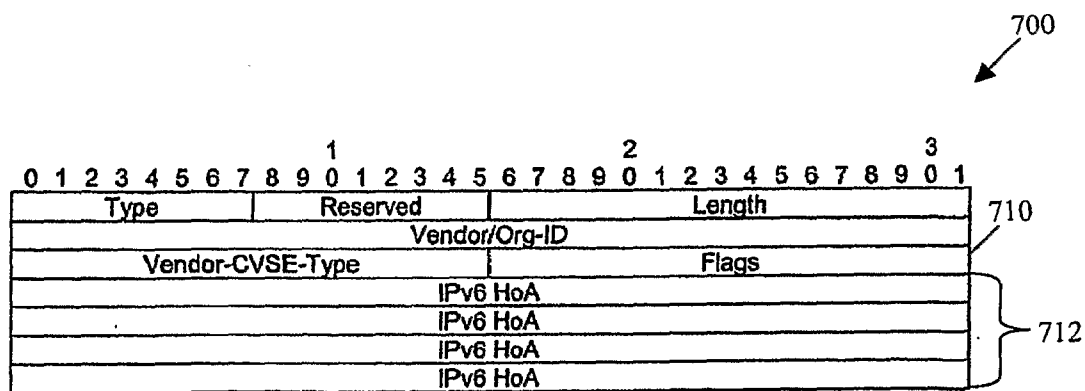 700
1 2 3
0 1 2 3 4 5 6 7 8 9 0 1 2 3 4 5 6 7 8 9 0 1 2 3 4 5 6 7 8 9 0 1
Type Reserved Length
710
Vendor/Org-ID
Vendor-CVSE-Type Flags
IPv6 HoA
IPv6 HoA
712
IPv6 HoA
IPv6 HoA